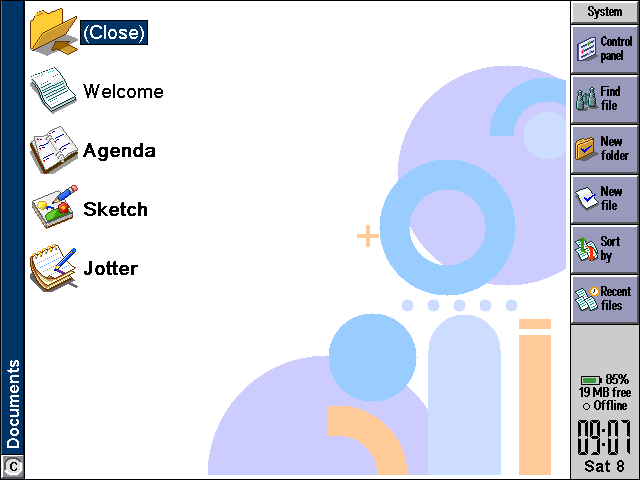 (Close)
Welcome
Agenda
Sketch
Jotter
Documents
C
System
Control
panel
Find
file
New
folder
New
file
Sort
by
Recent
files
85%
19 MB free
Offline
09:07
Sat 8